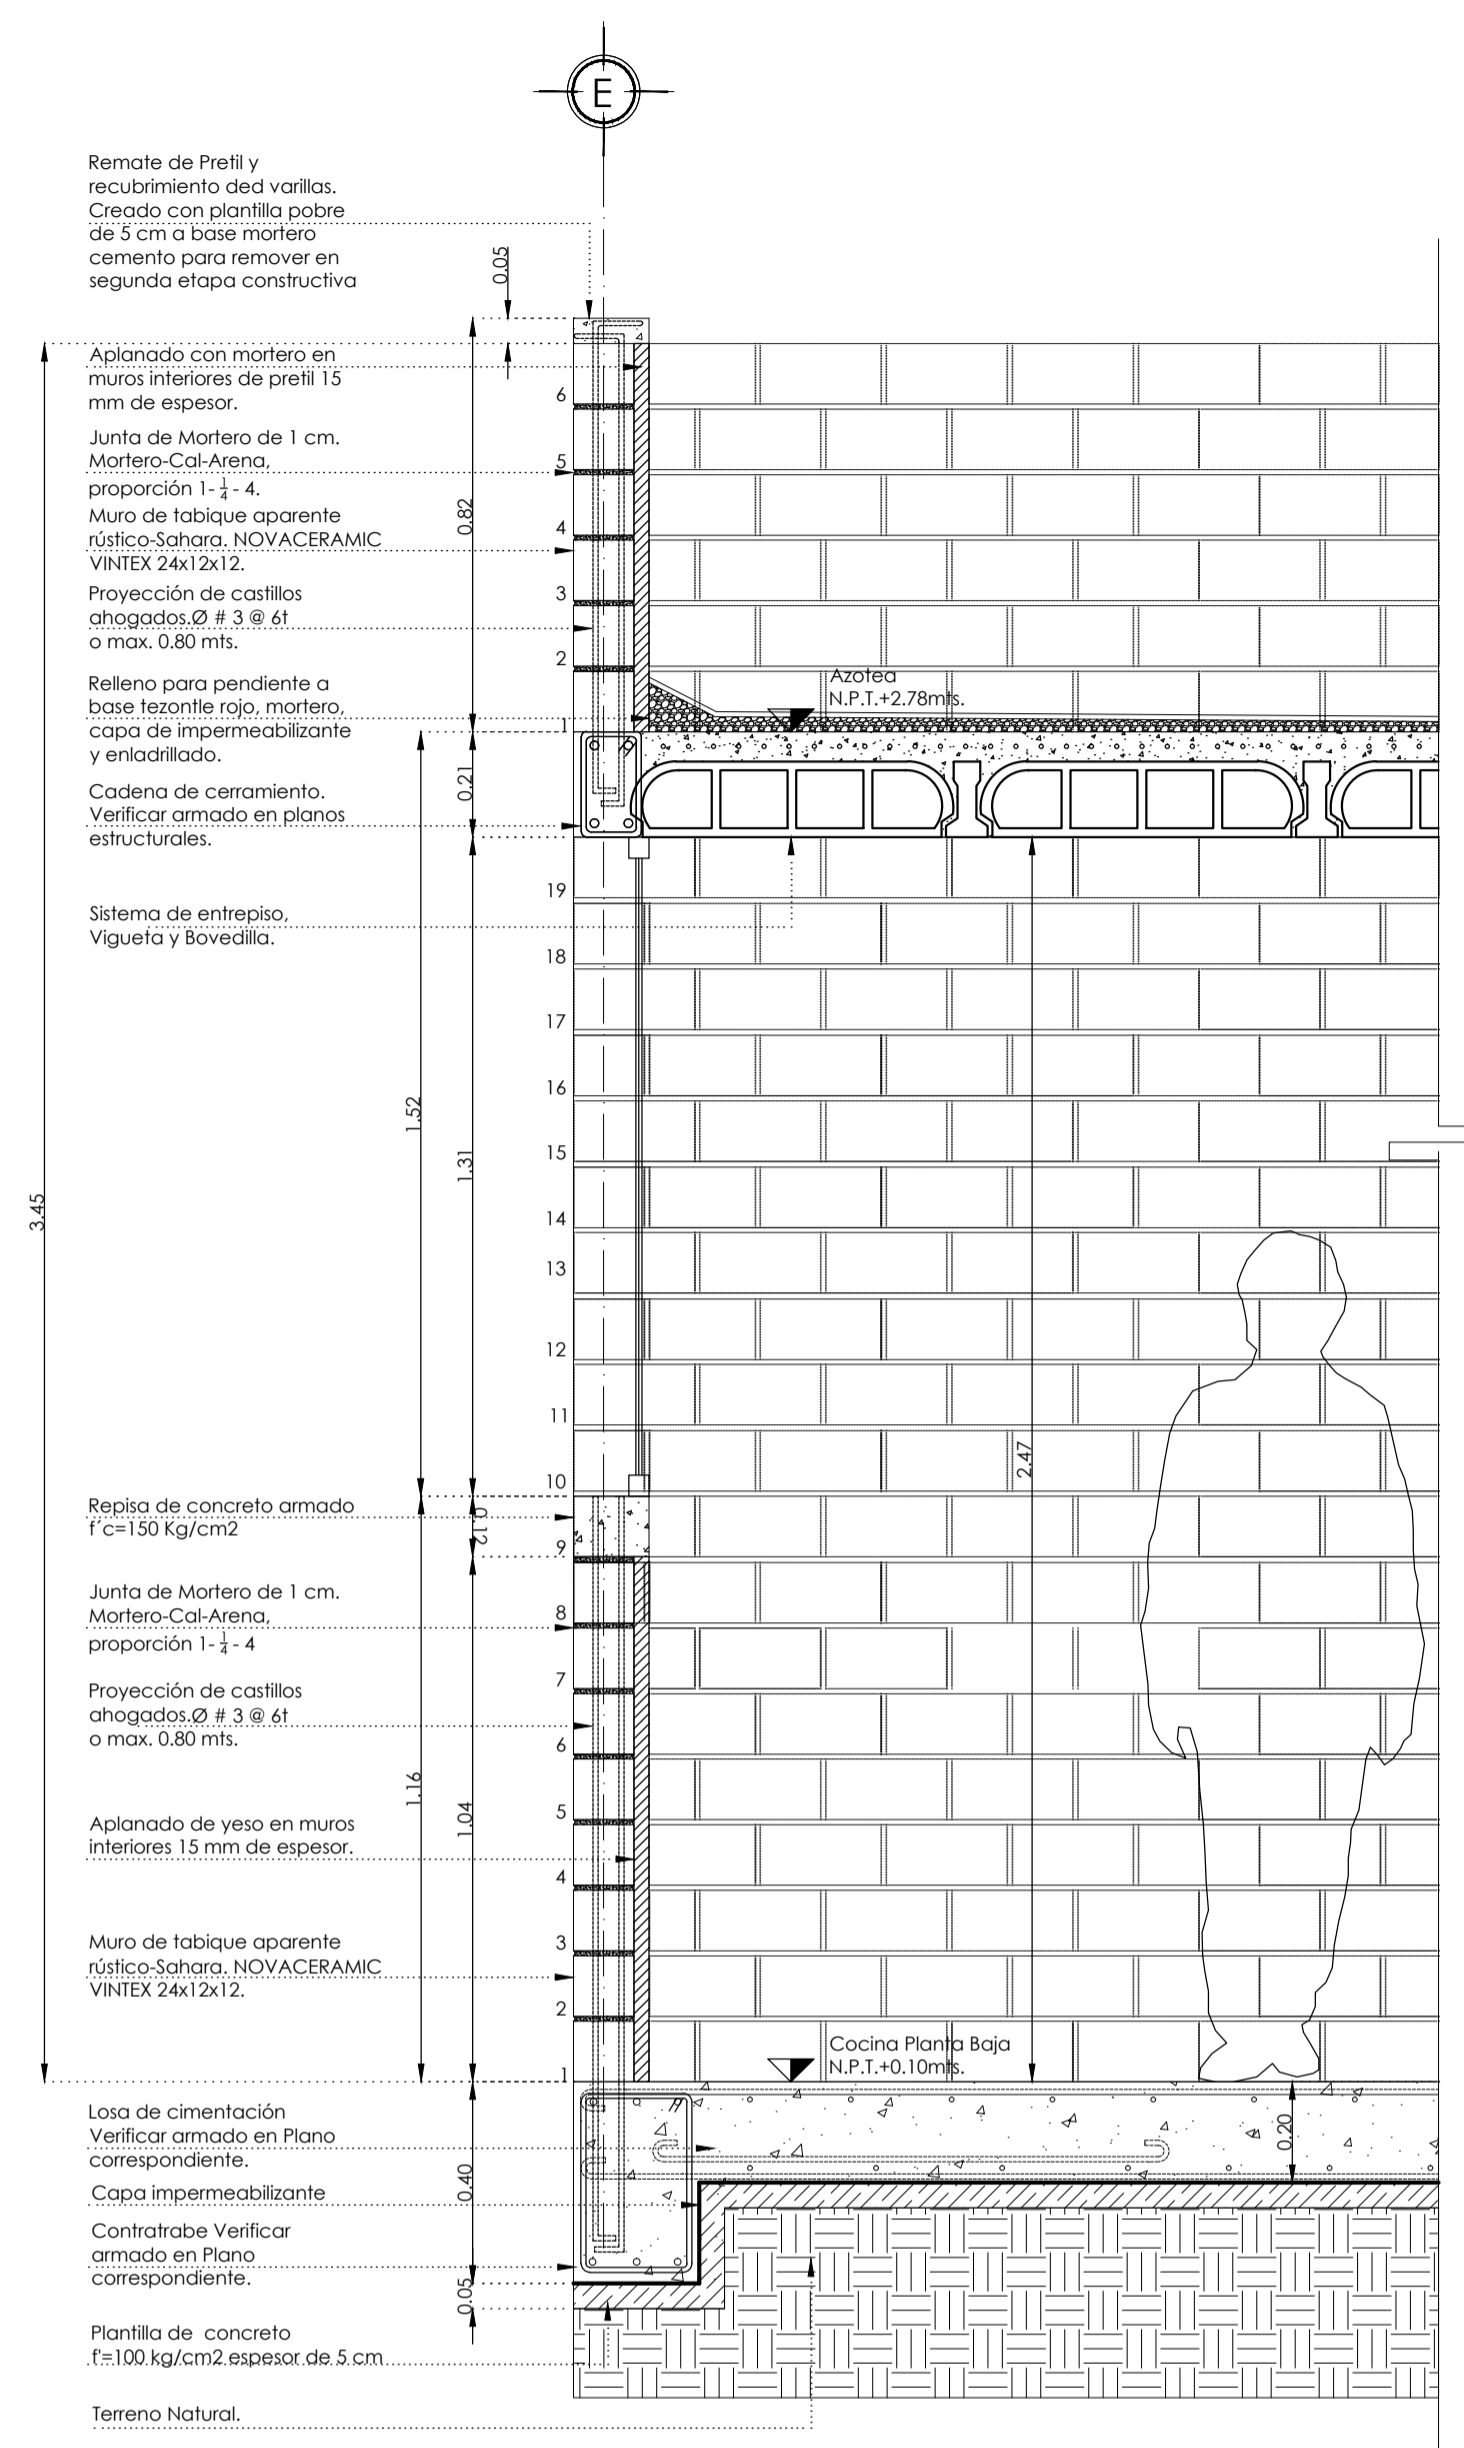 E
Remate de Pretil y
recubrimiento ded varillas.
Creado con plantilla pobre
de 5 cm a base mortero
cemento para remover en
segunda etapa constructiva
0.05
Aplanado con mortero en
muros interiores de pretil 15
mm de espesor.
6
Junta de Mortero de 1 cm.
Mortero-Cal-Arena,
proporción 1- 1/4 - 4.
5
0.82
Muro de tabique aparente
rústico-Sahara. NOVACERAMIC
VINTEX 24x12x12.
4
Proyección de castillos
ahogados.Ø # 3 @ 6t
o max. 0.80 mts.
3
2
Relleno para pendiente a
base tezontle rojo, mortero,
capa de impermeabilizante
y enladrillado.
1
Azotea
N.P.T.+2.78mts.
0.21
Cadena de cerramiento.
Verificar armado en planos
estructurales.
19
Sistema de entrepiso,
Vigueta y Bovedilla.
18
17
16
1.52
15
1.31
3.45
14
13
12
11
2.47
10
Repisa de concreto armado
f´c=150 Kg/cm2
0.12
9
Junta de Mortero de 1 cm.
Mortero-Cal-Arena,
proporción 1- 1/4 - 4
8
7
Proyección de castillos
ahogados.Ø # 3 @ 6t
o max. 0.80 mts.
6
1.16
1.04
5
Aplanado de yeso en muros
interiores 15 mm de espesor.
4
3
Muro de tabique aparente
rústico-Sahara. NOVACERAMIC
VINTEX 24x12x12.
2
1
Cocina Planta Baja
N.P.T.+0.10mts.
Losa de cimentación
Verificar armado en Plano
correspondiente.
0.20
0.40
Capa impermeabilizante
Contratrabe Verificar
armado en Plano
correspondiente.
0.05
Plantilla de concreto
f'=100 kg/cm2 espesor de 5 cm
Terreno Natural.